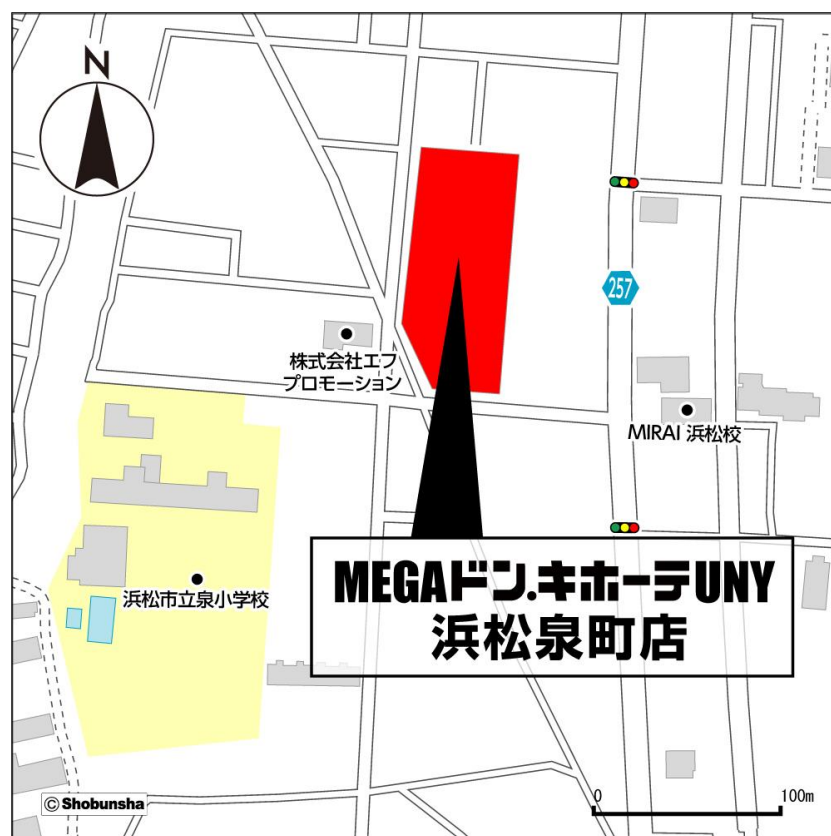 N
257
株式会社エフ
プロモーション
MIRAI 浜松校
MEGAドン.キホーテUNY
浜松泉町店
浜松市立泉小学校
0 100m
© Shobunsha